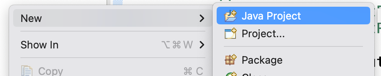 New > Java Project
Project...
Show In ⌥⌘W > Package
Copy ⌘C